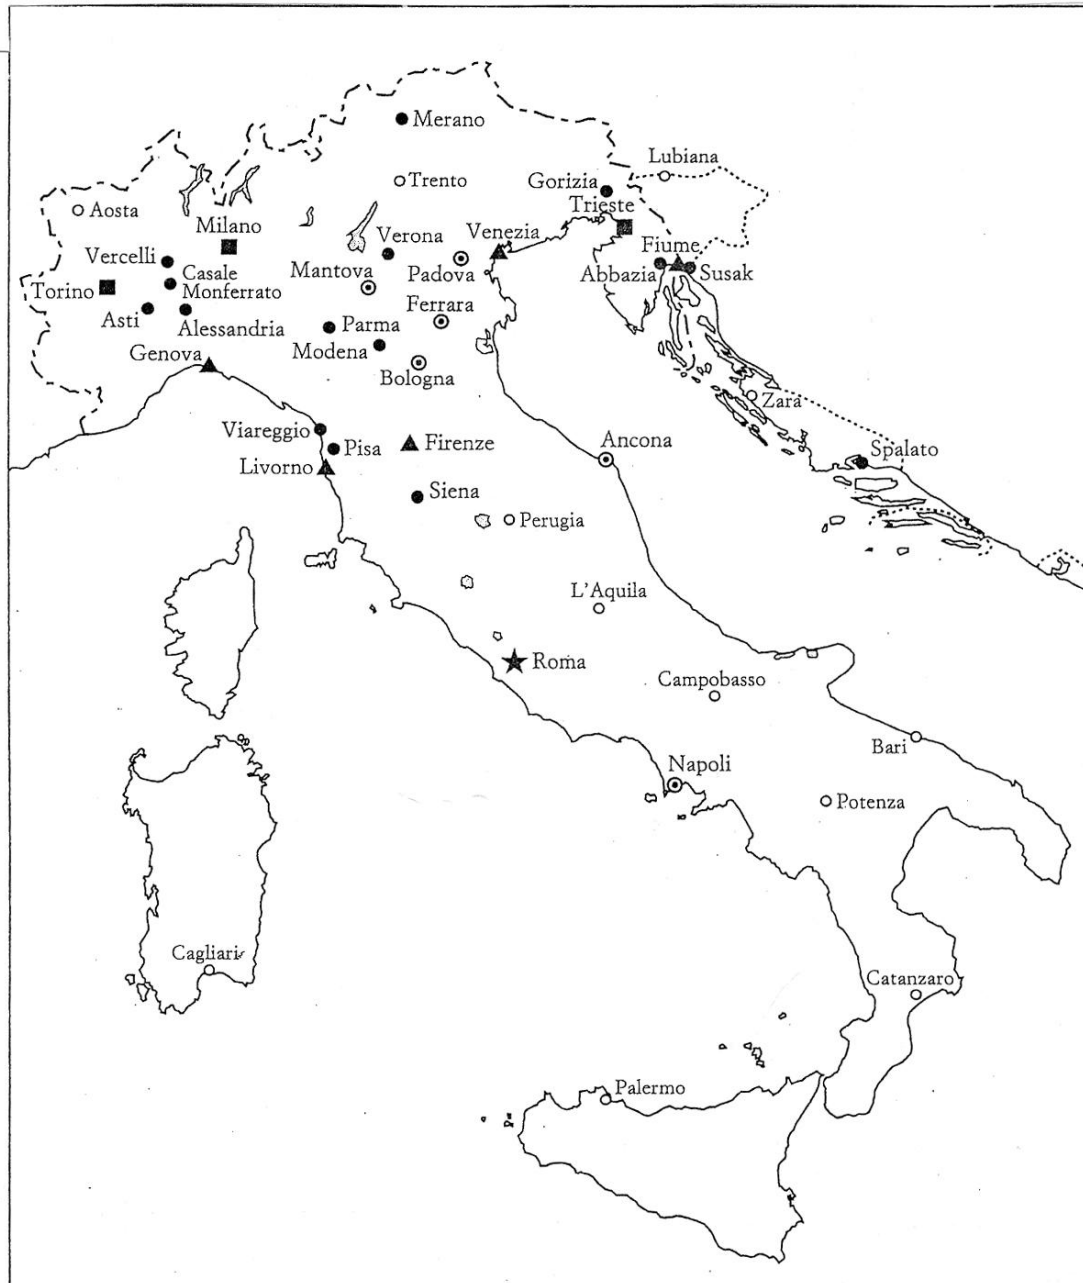 Merano
Trento
Lubiana
Gorizia
Trieste
Aosta
Milano
Venezia
Verona
Fiume
Vercelli
Padova
Abbazia
Susak
Mantova
Casale
Monferrato
Torino
Ferrara
Asti
Alessandria
Parma
Modena
Genova
Bologna
Zara
Viareggio
Pisa
Firenze
Ancona
Spalato
Livorno
Siena
Perugia
L'Aquila
Roma
Campobasso
Bari
Napoli
Potenza
Cagliari
Catanzaro
Palermo